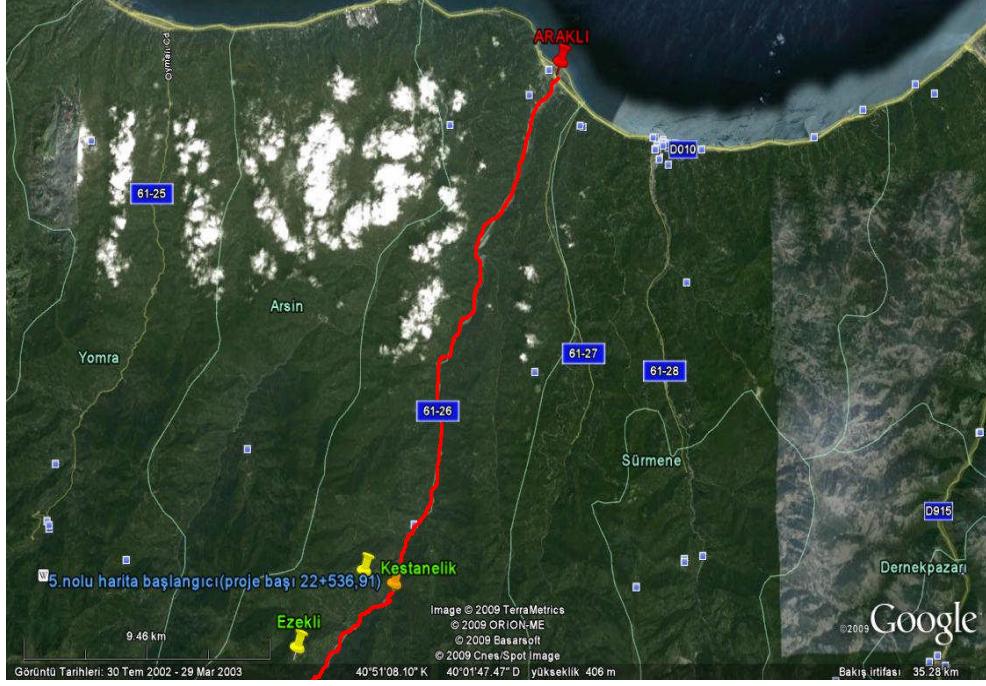 Oyman Cd
ARAKLI
D010
61-25
Arsin
Yomra
61-27
61-28
61-26
Sürmene
D915
Kestanelik
5.nolu harita başlangıcı(proje başı 22+536,91)
Dernekpazarı
Ezekli
Image © 2009 TerraMetrics
© 2009 ORION-ME
© 2009 Basarsoft
© 2009 Cnes/Spot Image
©2009 Google
9.46 km
W
Görüntü Tarihleri: 30 Tem 2002 - 29 Mar 2003 40°51'08.10" K 40°01'47.47" D yükseklik 406 m Bakış irtifası 35.28 km